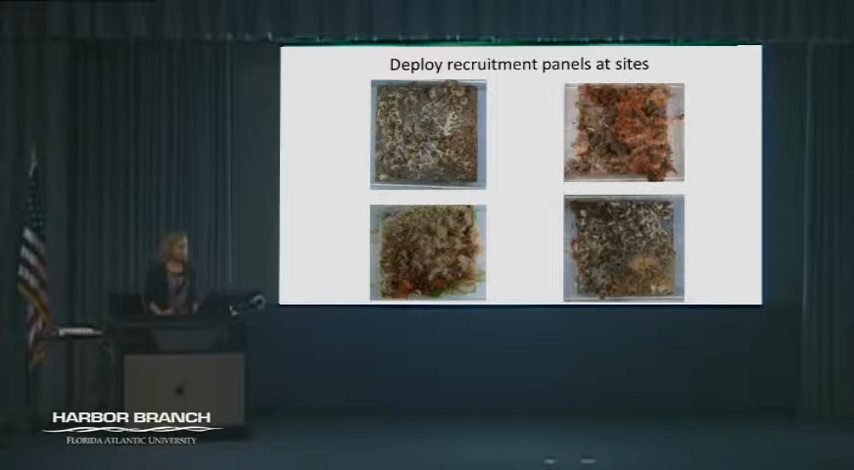 Deploy recruitment panels at sites
HARBOR BRANCH
FLORIDA ATLANTIC UNIVERSITY